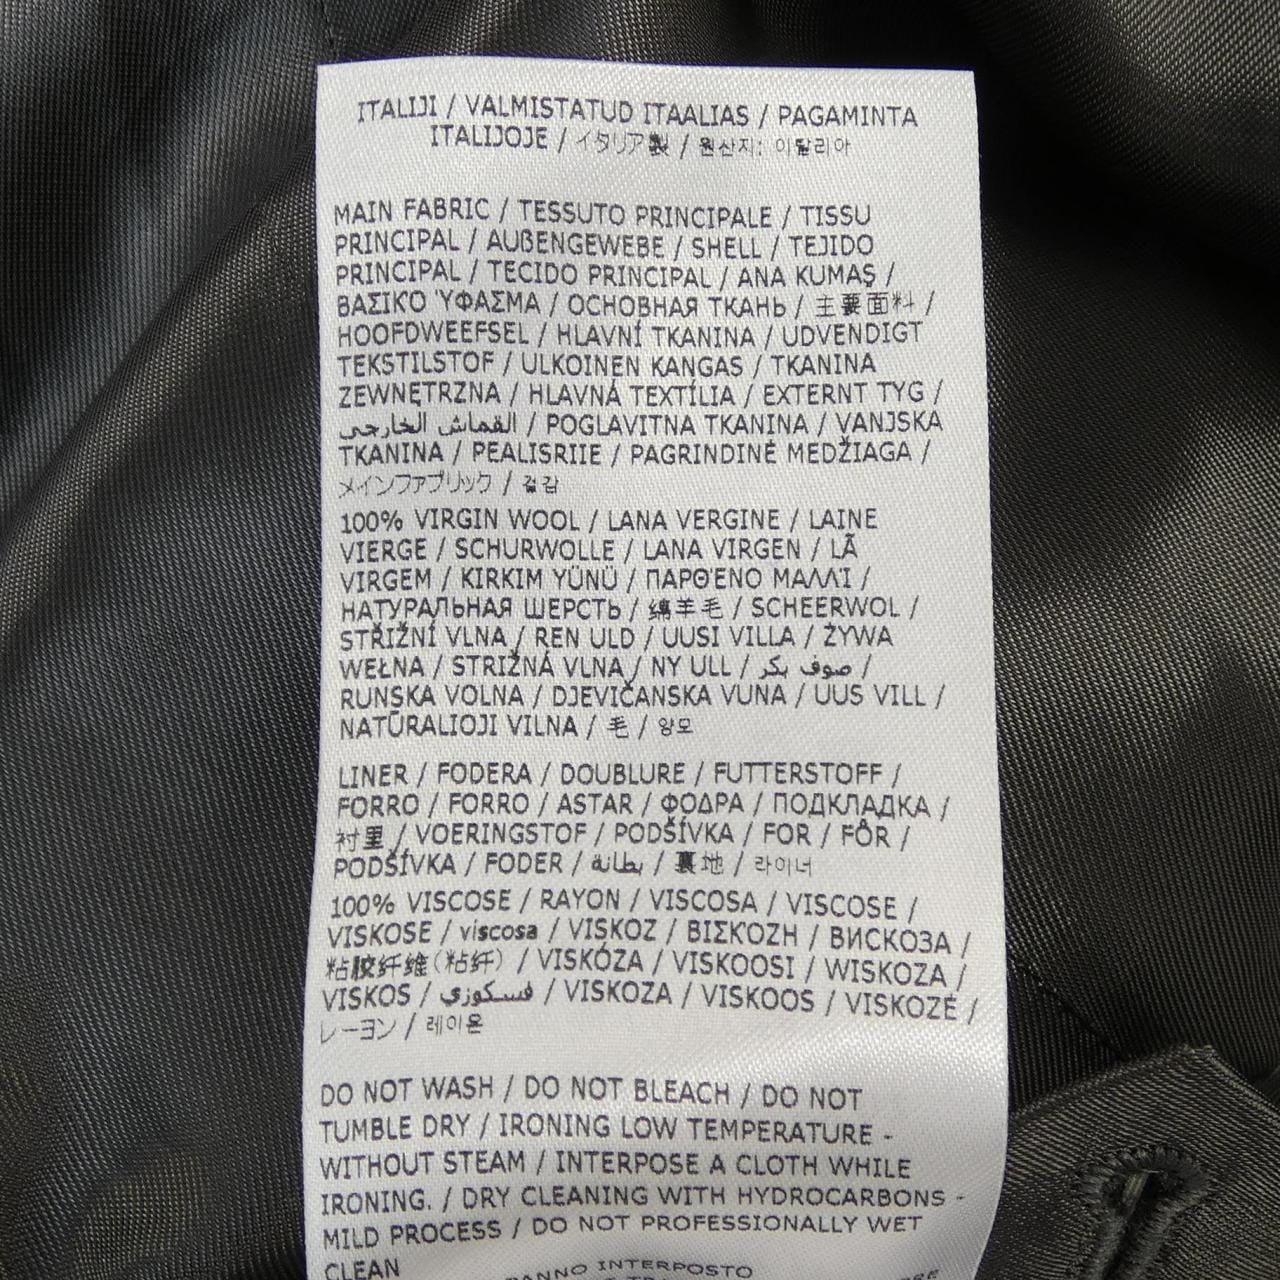 ITALIJI / VALMISTATUD ITAALIAS / PAGAMINTA
ITALIJOJE / イタリア製 / 원산지: 이탈리아
MAIN FABRIC / TESSUTO PRINCIPALE / TISSU
PRINCIPAL / AUßENGEWEBE / SHELL / TEJIDO
PRINCIPAL / TECIDO PRINCIPAL / ANA KUMAŞ /
ΒΑΣΙΚΟ ΎΦΑΣΜΑ / ОСНОВНАЯ ТКАНЬ / 主要面料 /
HOOFDWEEFSEL / HLAVNÍ TKANINA / UDVENDIGT
TEKSTILSTOF / ULKOINEN KANGAS / TKANINA
ZEWNĘTRZNA / HLAVNÁ TEXTÍLIA / EXTERNT TYG /
القماش الخارجي / POGLAVITNA TKANINA / VANJSKA
TKANINA / PEALISRIIE / PAGRINDINĖ MEDŽIAGA /
メインファブリック / 겉감
100% VIRGIN WOOL / LANA VERGINE / LAINE
VIERGE / SCHURWOLLE / LANA VIRGEN / LÃ
VIRGEM / KIRKIM YÜNÜ / ΠΑΡΘΈΝΟ ΜΑΛΛΊ /
НАТУРАЛЬНАЯ ШЕРСТЬ / 绵羊毛 / SCHEERWOL /
STŘIŽNÍ VLNA / REN ULD / UUSI VILLA / ŻYWA
WEŁNA / STRIŽNÁ VLNA / NY ULL / صوف بكر /
RUNSKA VOLNA / DJEVIČANSKA VUNA / UUS VILL /
NATŪRALIOJI VILNA / 毛 / 양모
LINER / FODERA / DOUBLURE / FUTTERSTOFF /
FORRO / FORRO / ASTAR / ΦΟΔΡΑ / ПОДКЛАДКА /
衬里 / VOERINGSTOF / PODŠÍVKA / FOR / FÔR /
PODŠÍVKA / FODER / بطانة / 裏地 / 라이너
100% VISCOSE / RAYON / VISCOSA / VISCOSE /
VISKOSE / viscosa / VISKOZ / ΒΙΣΚΌΖΗ / ВИСКОЗА /
粘胶纤维(粘纤) / VISKÓZA / VISKOOSI / WISKOZA /
VISKOS / فسكوزي / VISKOZA / VISKOOS / VISKOZĖ /
レーヨン / 레이온
DO NOT WASH / DO NOT BLEACH / DO NOT
TUMBLE DRY / IRONING LOW TEMPERATURE -
WITHOUT STEAM / INTERPOSE A CLOTH WHILE
IRONING. / DRY CLEANING WITH HYDROCARBONS -
MILD PROCESS / DO NOT PROFESSIONALLY WET
CLEAN
PANNO INTERPOSTO